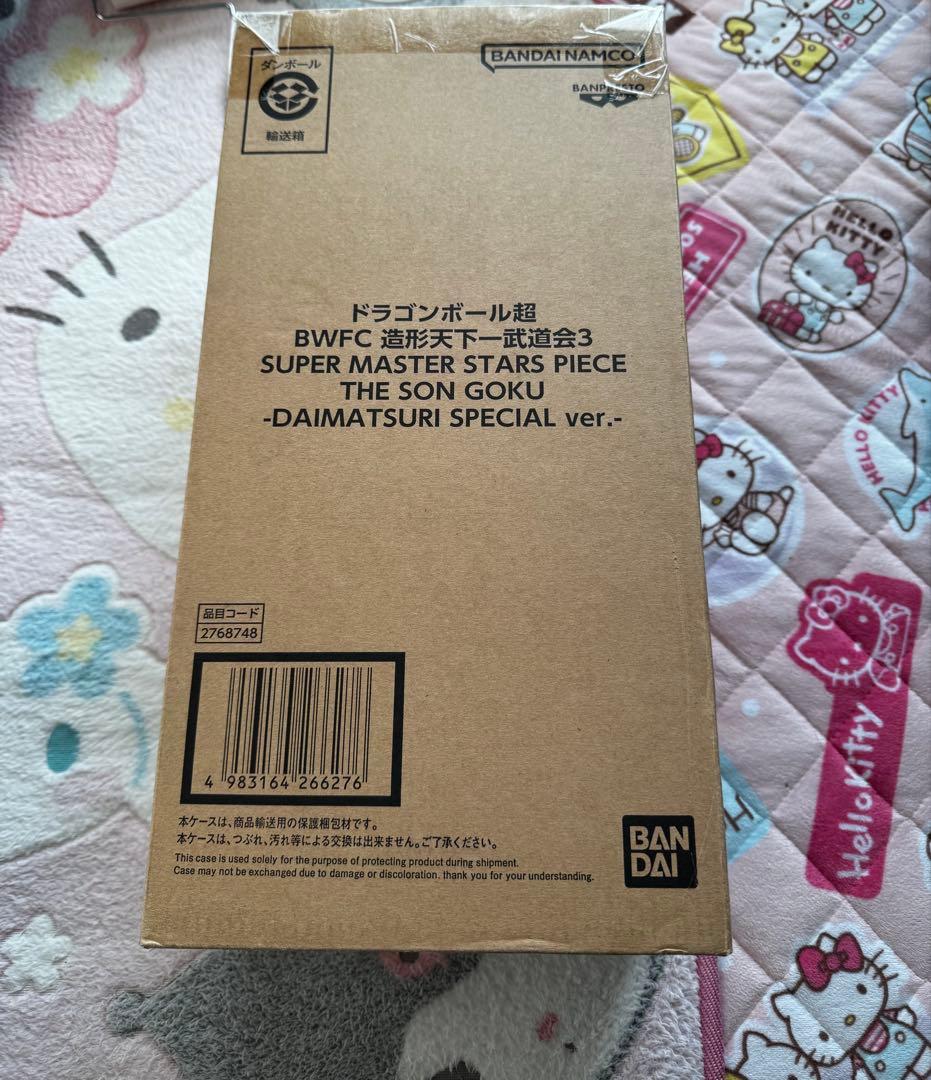 ダンボール
輸送箱
BANDAI NAMCO
BANPRESTO
ドラゴンボール超
BWFC 造形天下一武道会3
SUPER MASTER STARS PIECE
THE SON GOKU
-DAIMATSURI SPECIAL ver.-
品目コード
2768748
4 983164 266276
本ケースは、商品輸送用の保護梱包材です。
本ケースは、つぶれ、汚れ等による交換は出来ません。ご了承ください。
This case is used solely for the purpose of protecting product during shipment.
Case may not be exchanged due to damage or discoloration. thank you for your understanding.
BAN
DAI
HELLO
KITTY
HELLO KITTY
Hello Kitty